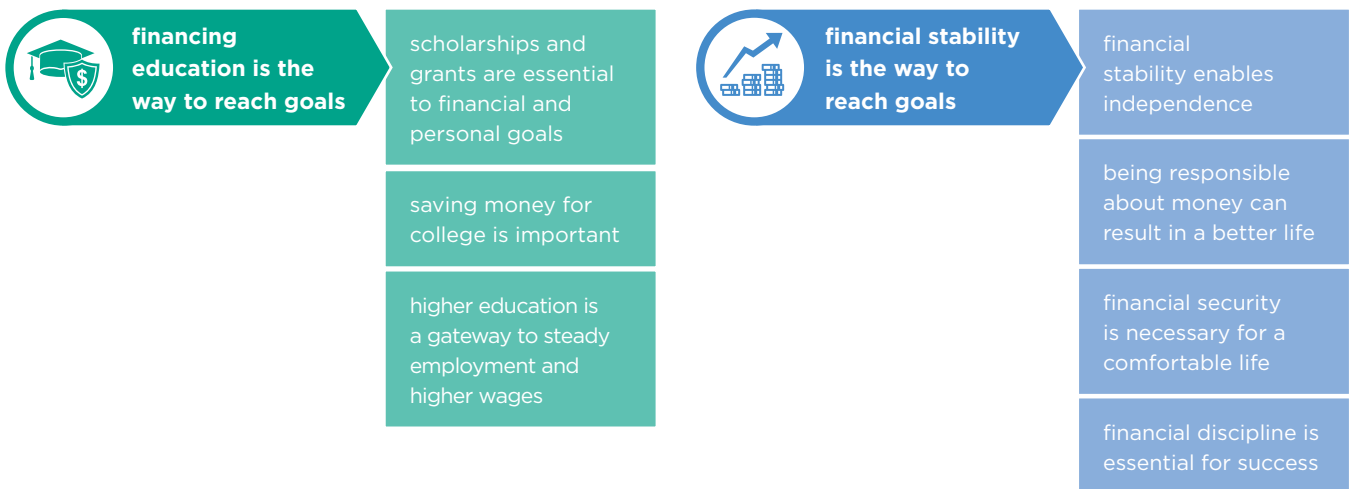 financing
education is the
way to reach goals
$
scholarships and
grants are essential
to financial and
personal goals
saving money for
college is important
higher education is
a gateway to steady
employment and
higher wages
financial stability
is the way to
reach goals
financial
stability enables
independence
being responsible
about money can
result in a better life
financial security
is necessary for a
comfortable life
financial discipline is
essential for success